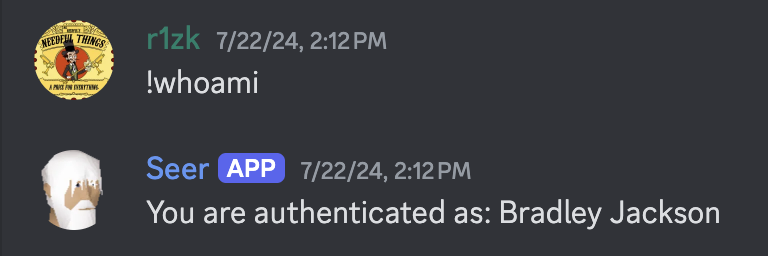 NEEDFUL THINGS
A PRICE FOR EVERYTHING
r1zk 7/22/24, 2:12 PM
!whoami
Seer APP 7/22/24, 2:12 PM
You are authenticated as: Bradley Jackson